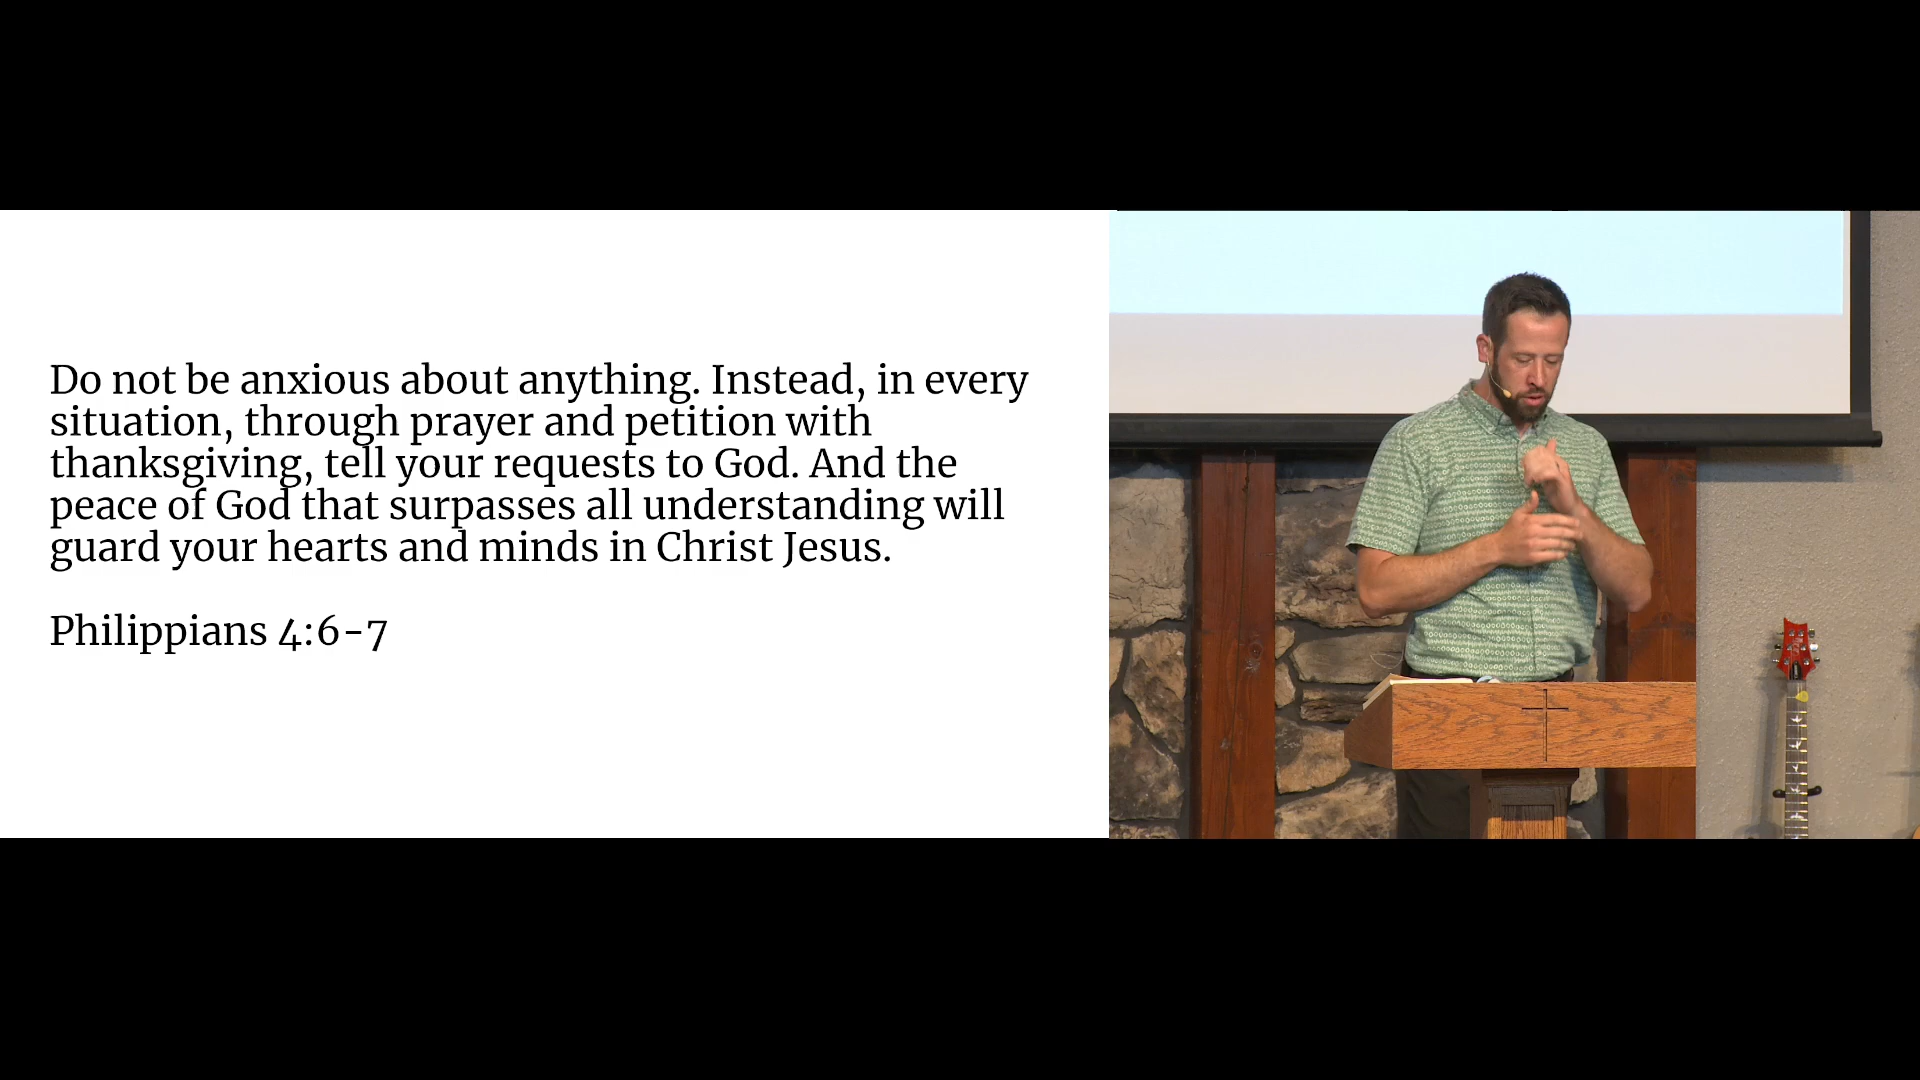 Do not be anxious about anything. Instead, in every
situation, through prayer and petition with
thanksgiving, tell your requests to God. And the
peace of God that surpasses all understanding will
guard your hearts and minds in Christ Jesus.
Philippians 4:6-7